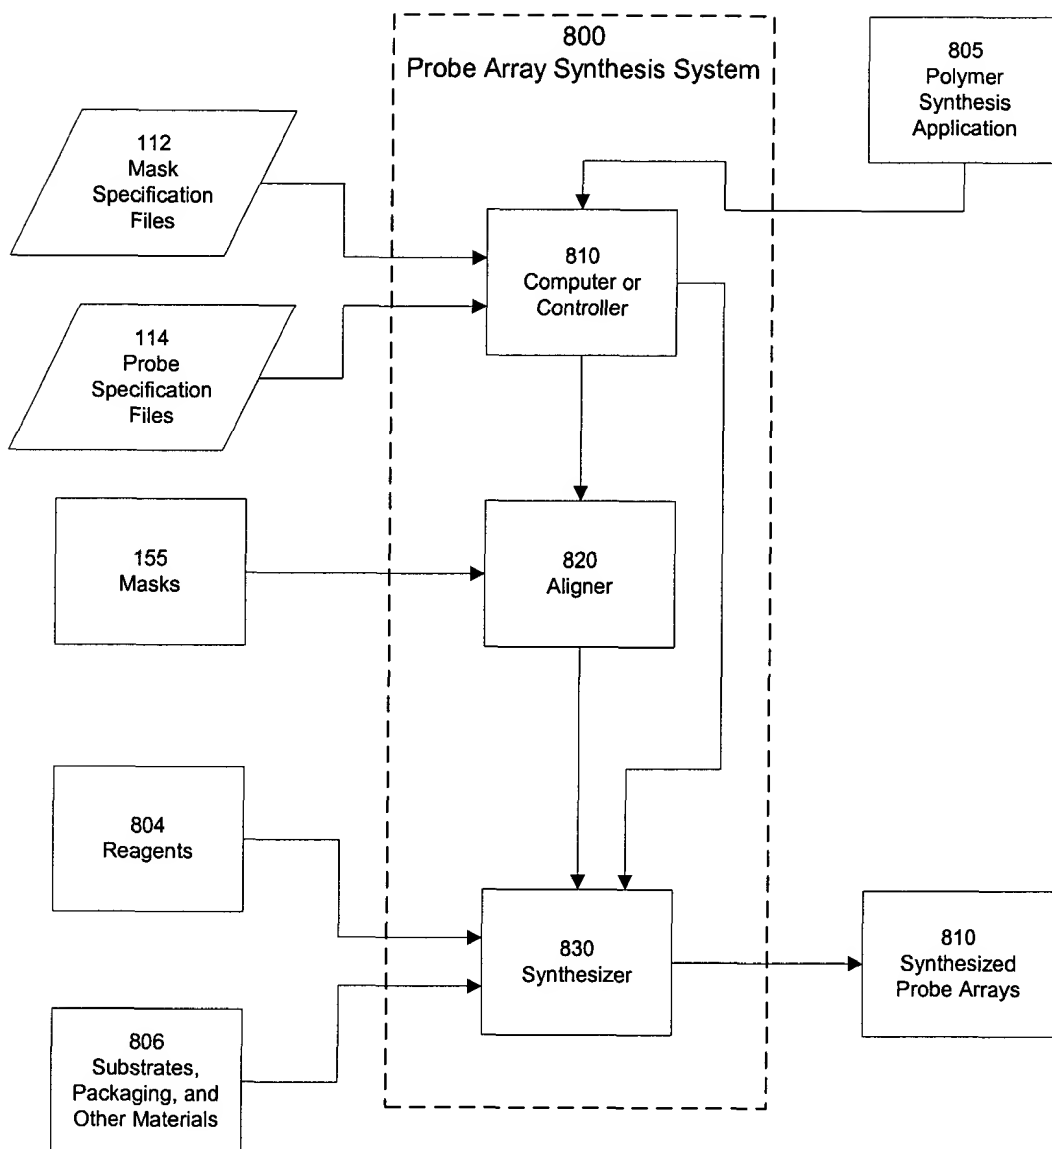 800
Probe Array Synthesis System
805
Polymer
Synthesis
Application
112
Mask
Specification
Files
810
Computer or
Controller
114
Probe
Specification
Files
155
Masks
820
Aligner
804
Reagents
830
Synthesizer
810
Synthesized
Probe Arrays
806
Substrates,
Packaging, and
Other Materials